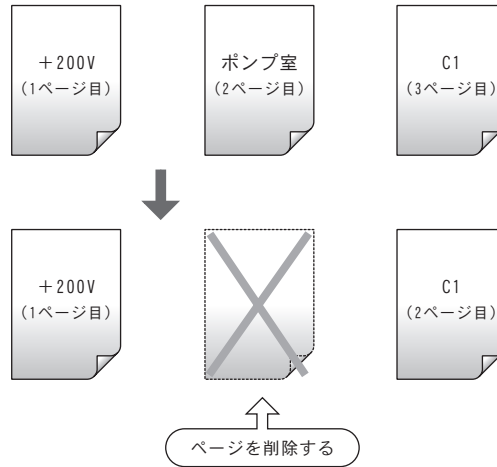 ＋200V
（1ページ目）
ポンプ室
（2ページ目）
C1
（3ページ目）
＋200V
（1ページ目）
C1
（2ページ目）
ページを削除する